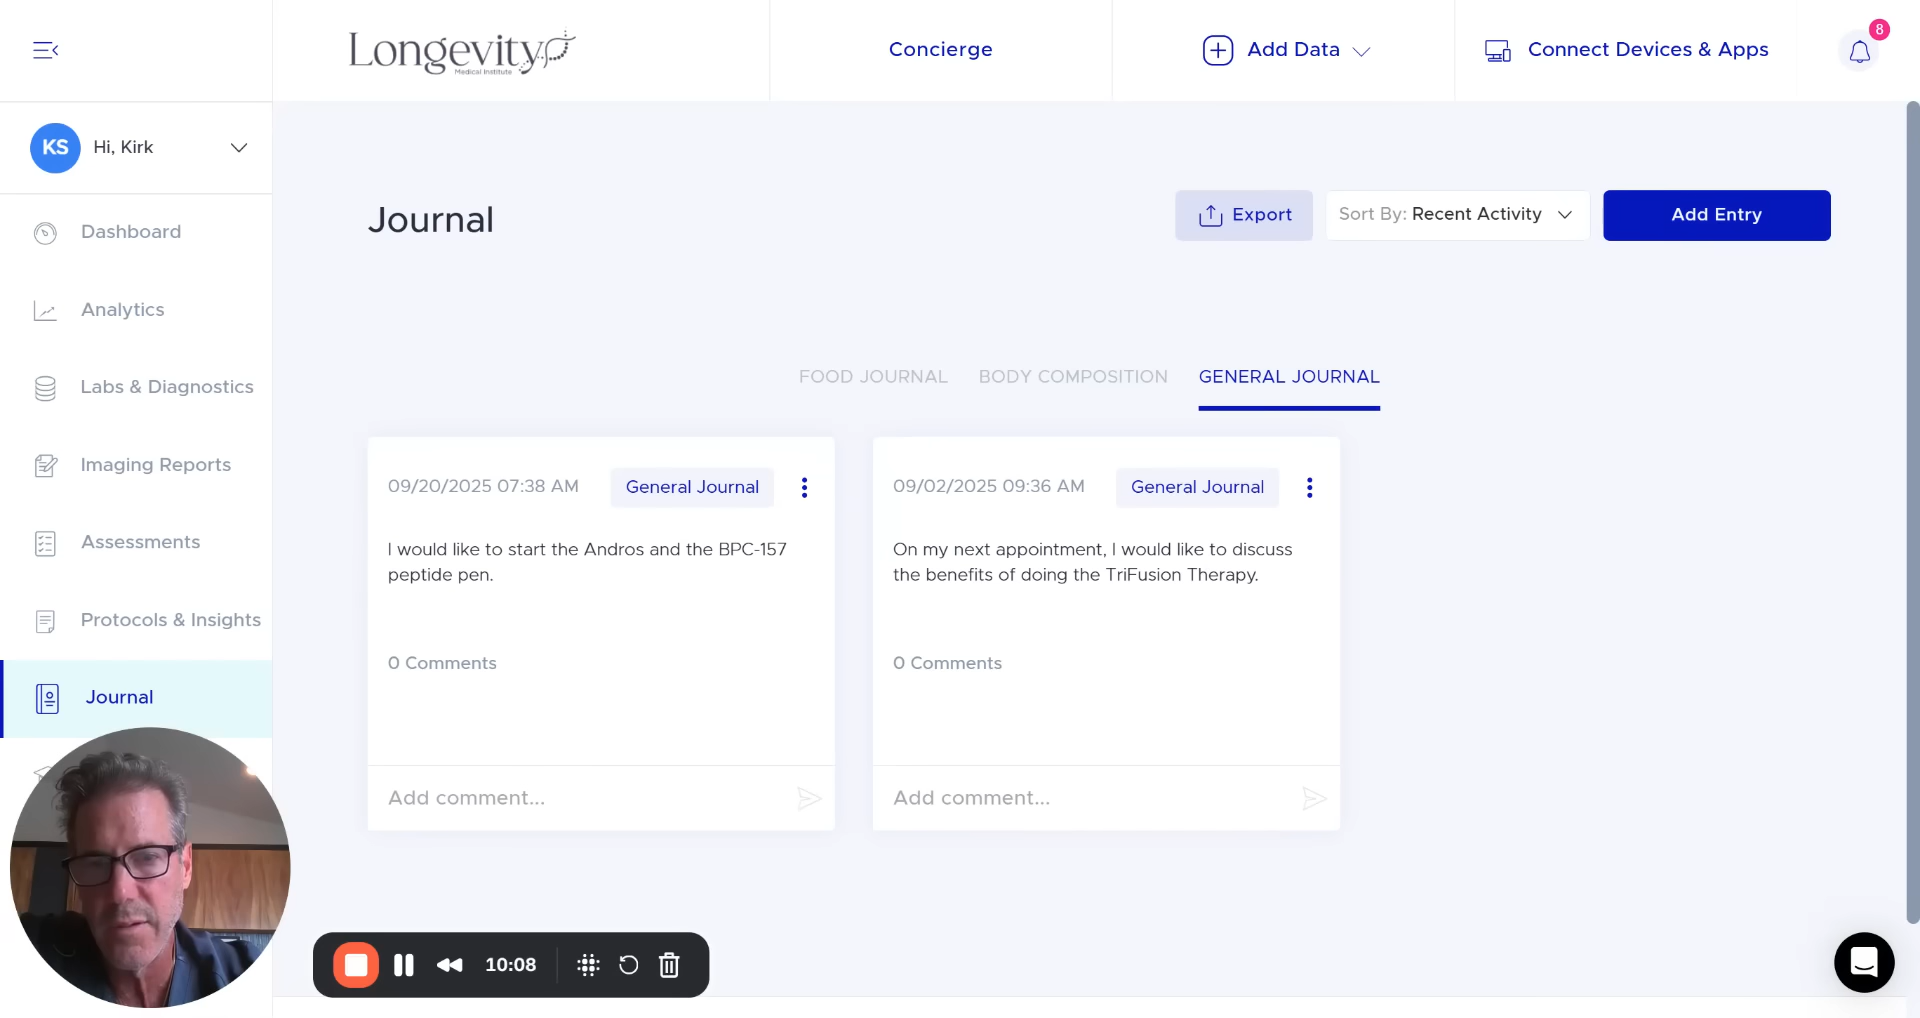 Longevity
Medical Institute
Concierge
Add Data
Connect Devices & Apps
8
KS
Hi, Kirk
Dashboard
Analytics
Labs & Diagnostics
Imaging Reports
Assessments
Protocols & Insights
Journal
Journal
Export
Sort By: Recent Activity
Add Entry
FOOD JOURNAL
BODY COMPOSITION
GENERAL JOURNAL
09/20/2025 07:38 AM
General Journal
I would like to start the Andros and the BPC-157
peptide pen.
0 Comments
Add comment...
09/02/2025 09:36 AM
General Journal
On my next appointment, I would like to discuss
the benefits of doing the TriFusion Therapy.
0 Comments
Add comment...
10:08